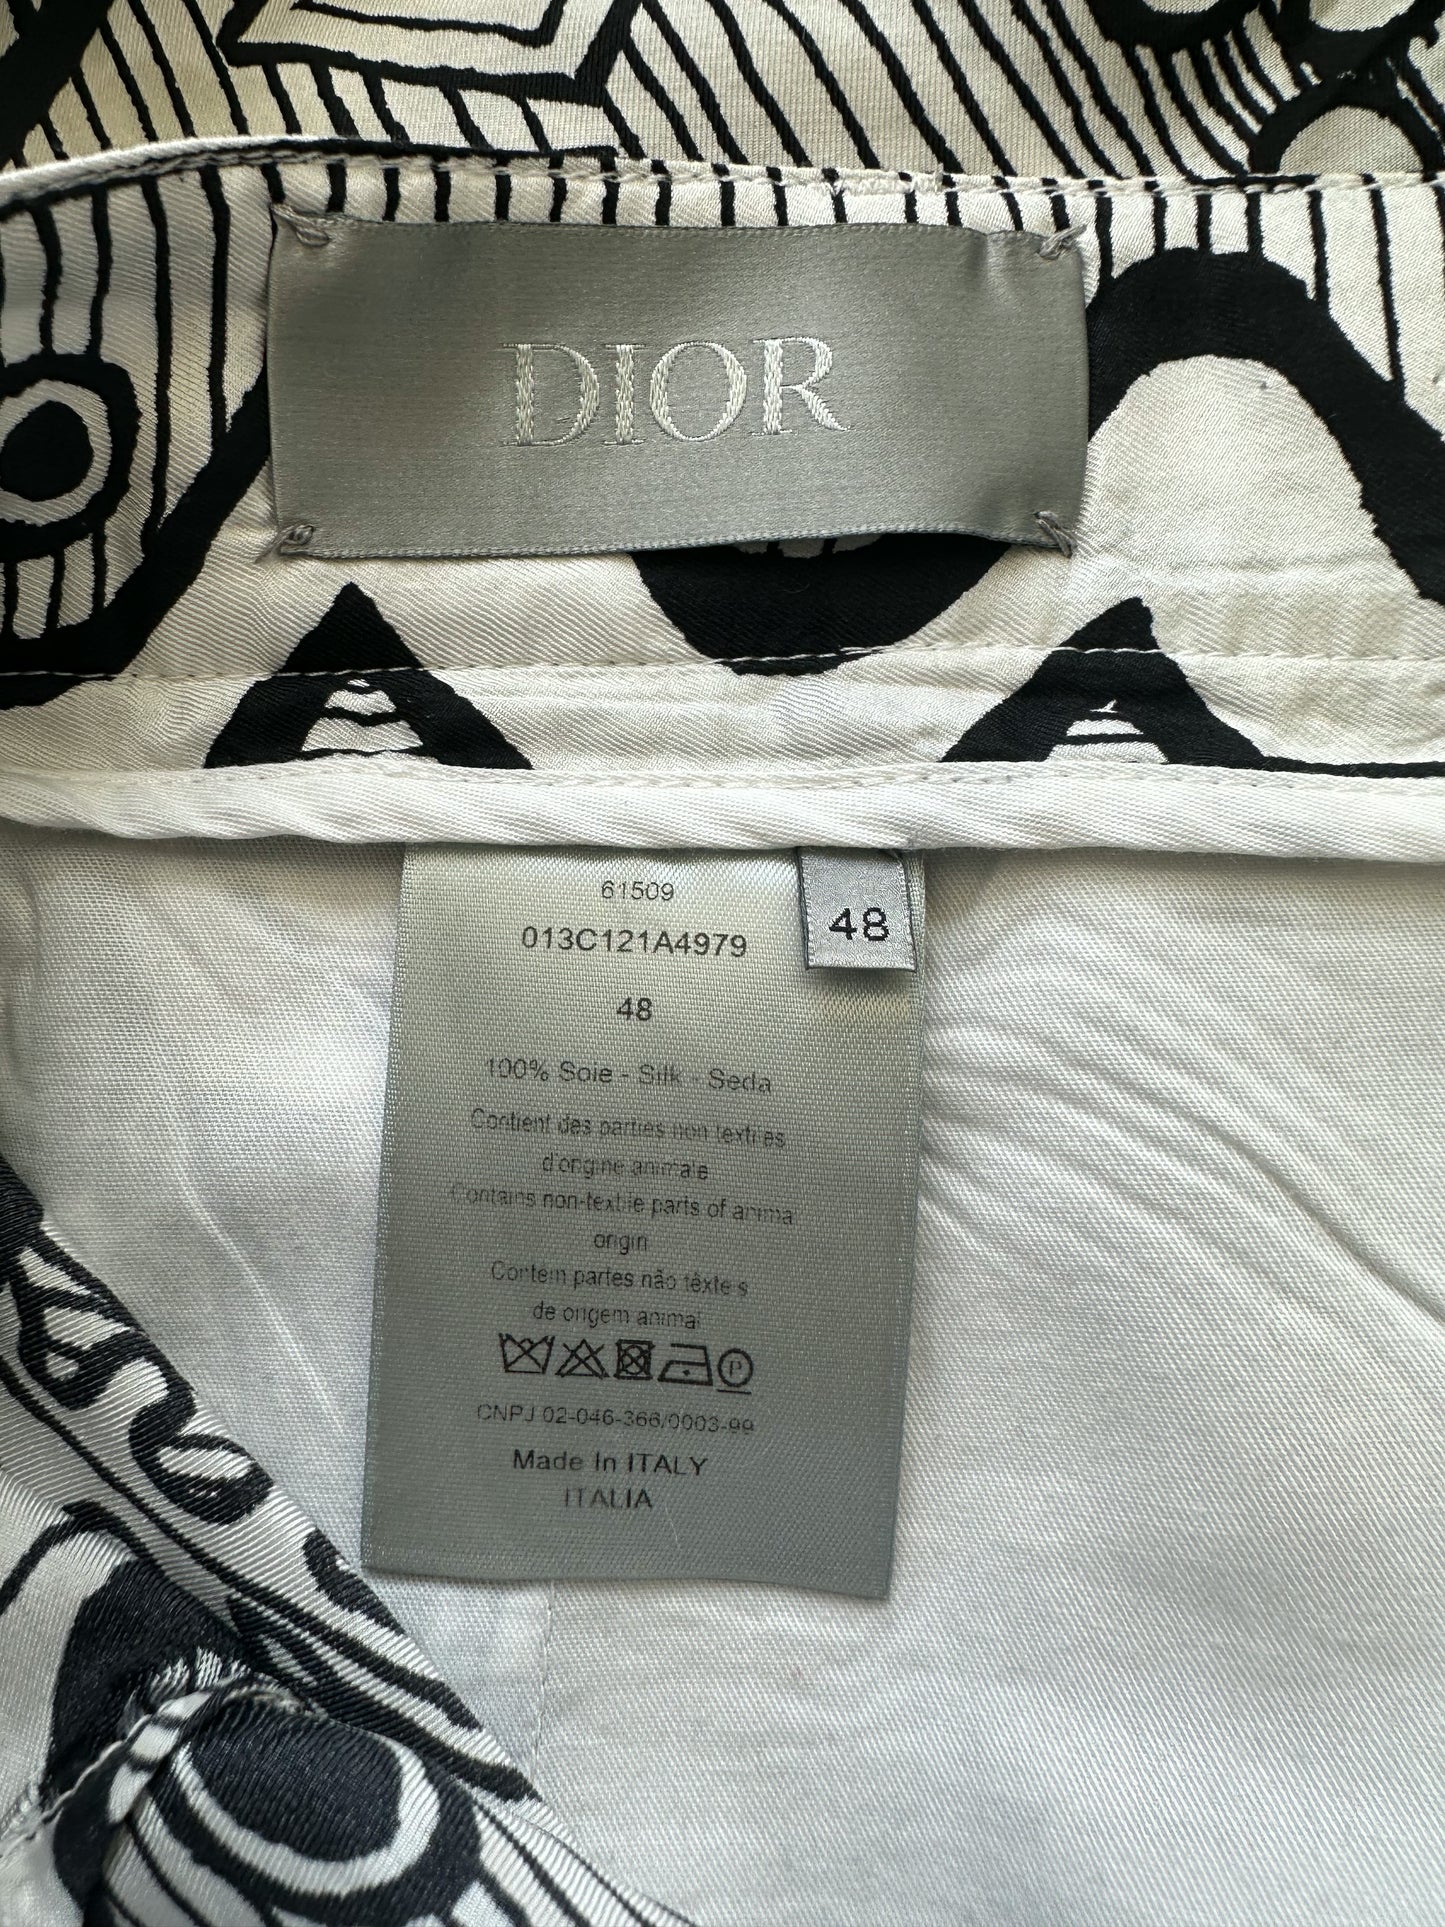 DIOR
61509
013C121A4979
48
48
100% Soie - Silk - Seda
Contient des parties non textiles
d'origine animale
Contains non-textile parts of animal
origin
Contém partes não têxteis
de origem animal
P
CNPJ 02-046-366/0003-99
Made In ITALY
ITALIA